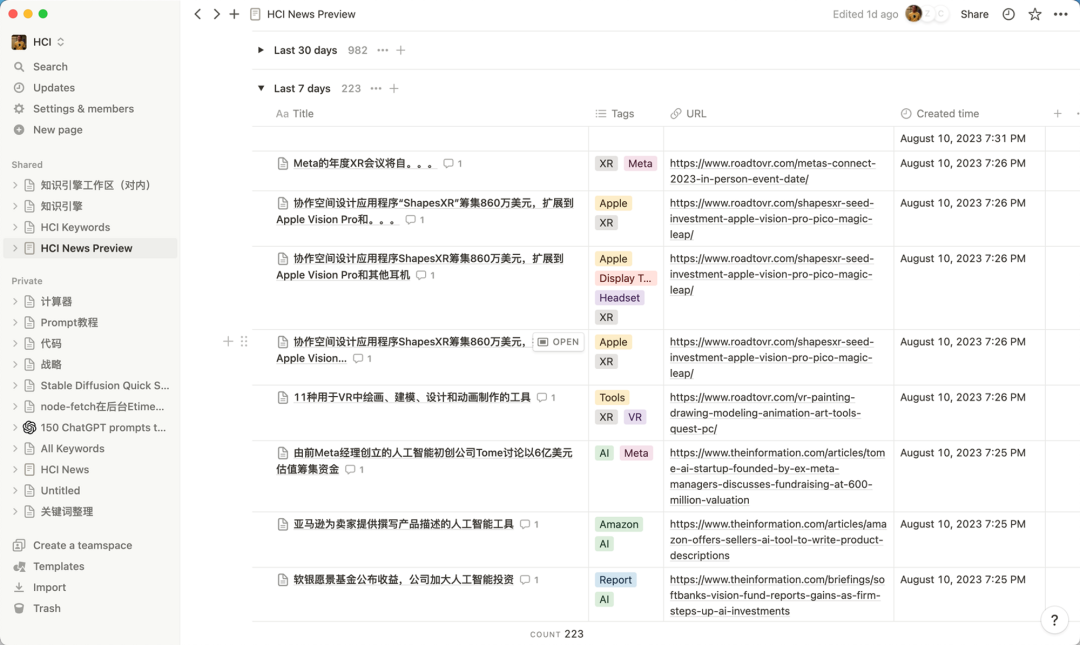 HCI News Preview
Edited 1d ago
Share
HCI
Search
Updates
Settings & members
New page
Shared
知识引擎工作区（对内）
知识引擎
HCI Keywords
HCI News Preview
Private
计算器
Prompt教程
代码
战略
Stable Diffusion Quick S...
node-fetch在后台Etime...
150 ChatGPT prompts t...
All Keywords
HCI News
Untitled
关键词整理
Create a teamspace
Templates
Import
Trash
Last 30 days 982
Last 7 days 223
Aa Title Tags URL Created time
August 10, 2023 7:31 PM
Meta的年度XR会议将自。。。 1
XR Meta
https://www.roadtovr.com/metas-connect-
2023-in-person-event-date/
August 10, 2023 7:26 PM
协作空间设计应用程序“ShapesXR”筹集860万美元，扩展到
Apple Vision Pro和。。。 1
Apple
XR
https://www.roadtovr.com/shapesxr-seed-
investment-apple-vision-pro-pico-magic-
leap/
August 10, 2023 7:26 PM
协作空间设计应用程序ShapesXR筹集860万美元，扩展到
Apple Vision Pro和其他耳机 1
Apple
Display T...
Headset
XR
https://www.roadtovr.com/shapesxr-seed-
investment-apple-vision-pro-pico-magic-
leap/
August 10, 2023 7:26 PM
协作空间设计应用程序ShapesXR筹集860万美元，
Apple Vision... 1
OPEN
Apple
XR
https://www.roadtovr.com/shapesxr-seed-
investment-apple-vision-pro-pico-magic-
leap/
August 10, 2023 7:26 PM
11种用于VR中绘画、建模、设计和动画制作的工具 1
Tools
XR VR
https://www.roadtovr.com/vr-painting-
drawing-modeling-animation-art-tools-
quest-pc/
August 10, 2023 7:26 PM
由前Meta经理创立的人工智能初创公司Tome讨论以6亿美元
估值筹集资金 1
AI Meta
https://www.theinformation.com/articles/tom
e-ai-startup-founded-by-ex-meta-
managers-discusses-fundraising-at-600-
million-valuation
August 10, 2023 7:25 PM
亚马逊为卖家提供撰写产品描述的人工智能工具 1
Amazon
AI
https://www.theinformation.com/articles/ama
zon-offers-sellers-ai-tool-to-write-product-
descriptions
August 10, 2023 7:25 PM
软银愿景基金公布收益，公司加大人工智能投资 1
Report
AI
https://www.theinformation.com/briefings/so
ftbanks-vision-fund-reports-gains-as-firm-
steps-up-ai-investments
August 10, 2023 7:25 PM
COUNT 223
?